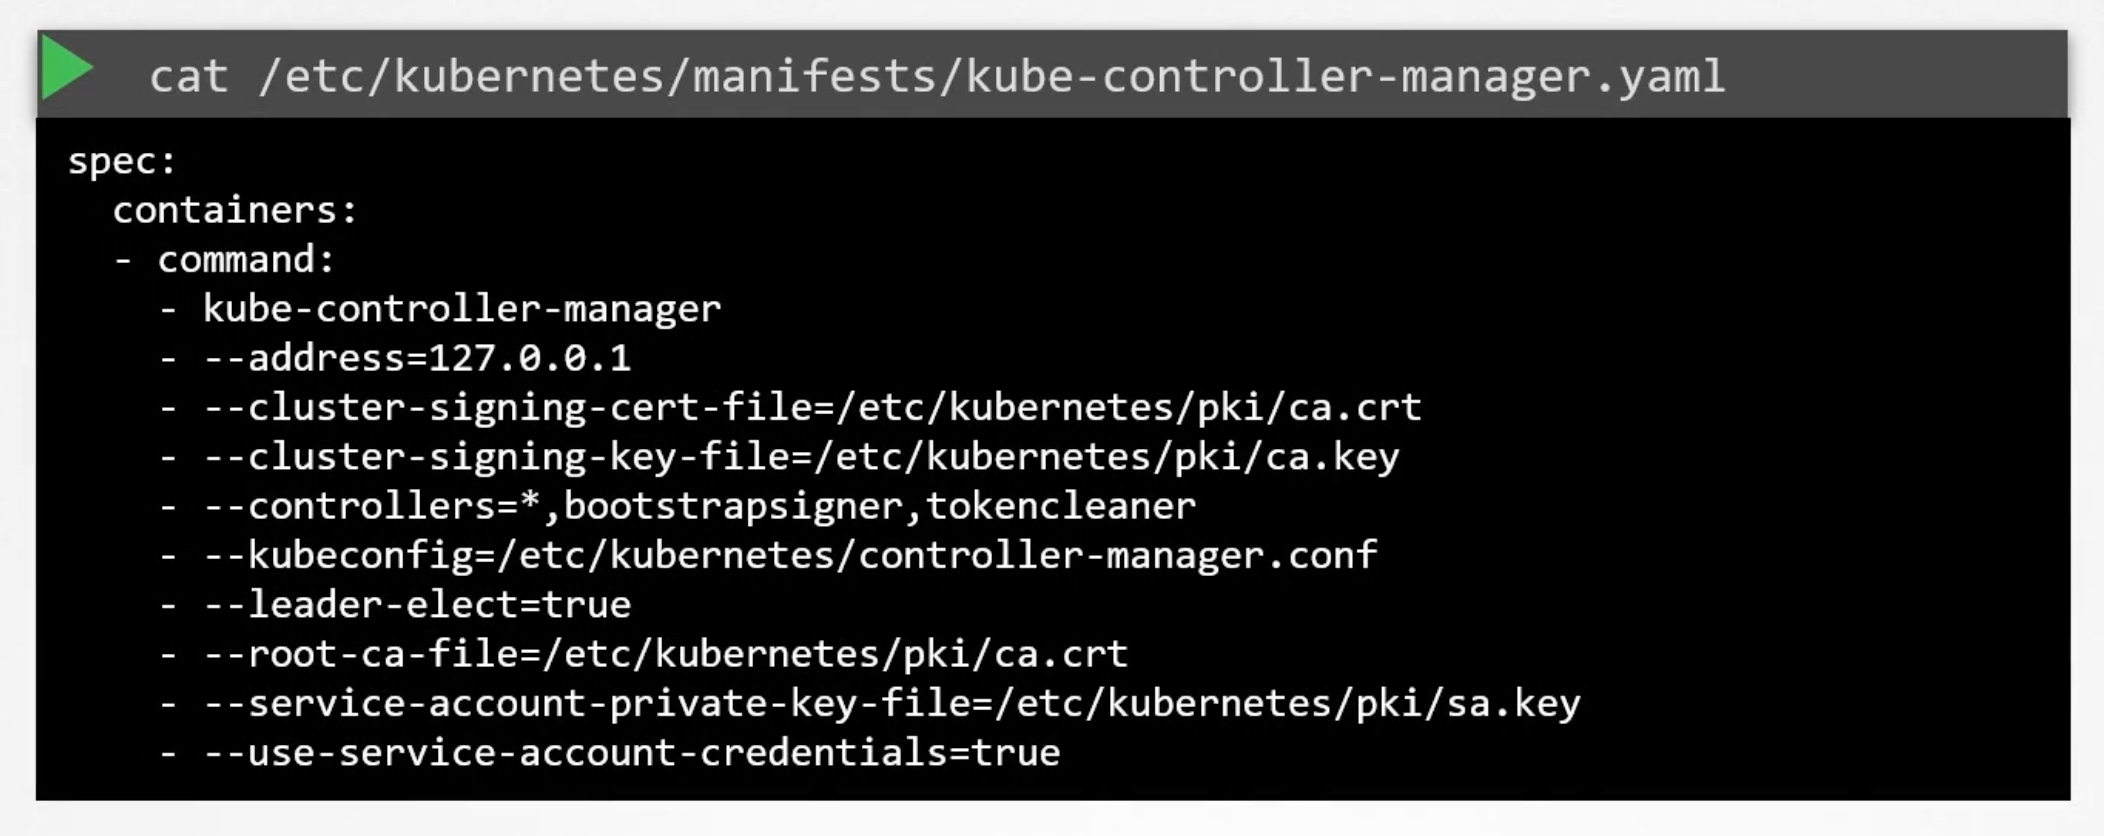 cat /etc/kubernetes/manifests/kube-controller-manager.yaml
spec:
  containers:
  - command:
    - kube-controller-manager
    - --address=127.0.0.1
    - --cluster-signing-cert-file=/etc/kubernetes/pki/ca.crt
    - --cluster-signing-key-file=/etc/kubernetes/pki/ca.key
    - --controllers=*,bootstrapsigner,tokencleaner
    - --kubeconfig=/etc/kubernetes/controller-manager.conf
    - --leader-elect=true
    - --root-ca-file=/etc/kubernetes/pki/ca.crt
    - --service-account-private-key-file=/etc/kubernetes/pki/sa.key
    - --use-service-account-credentials=true